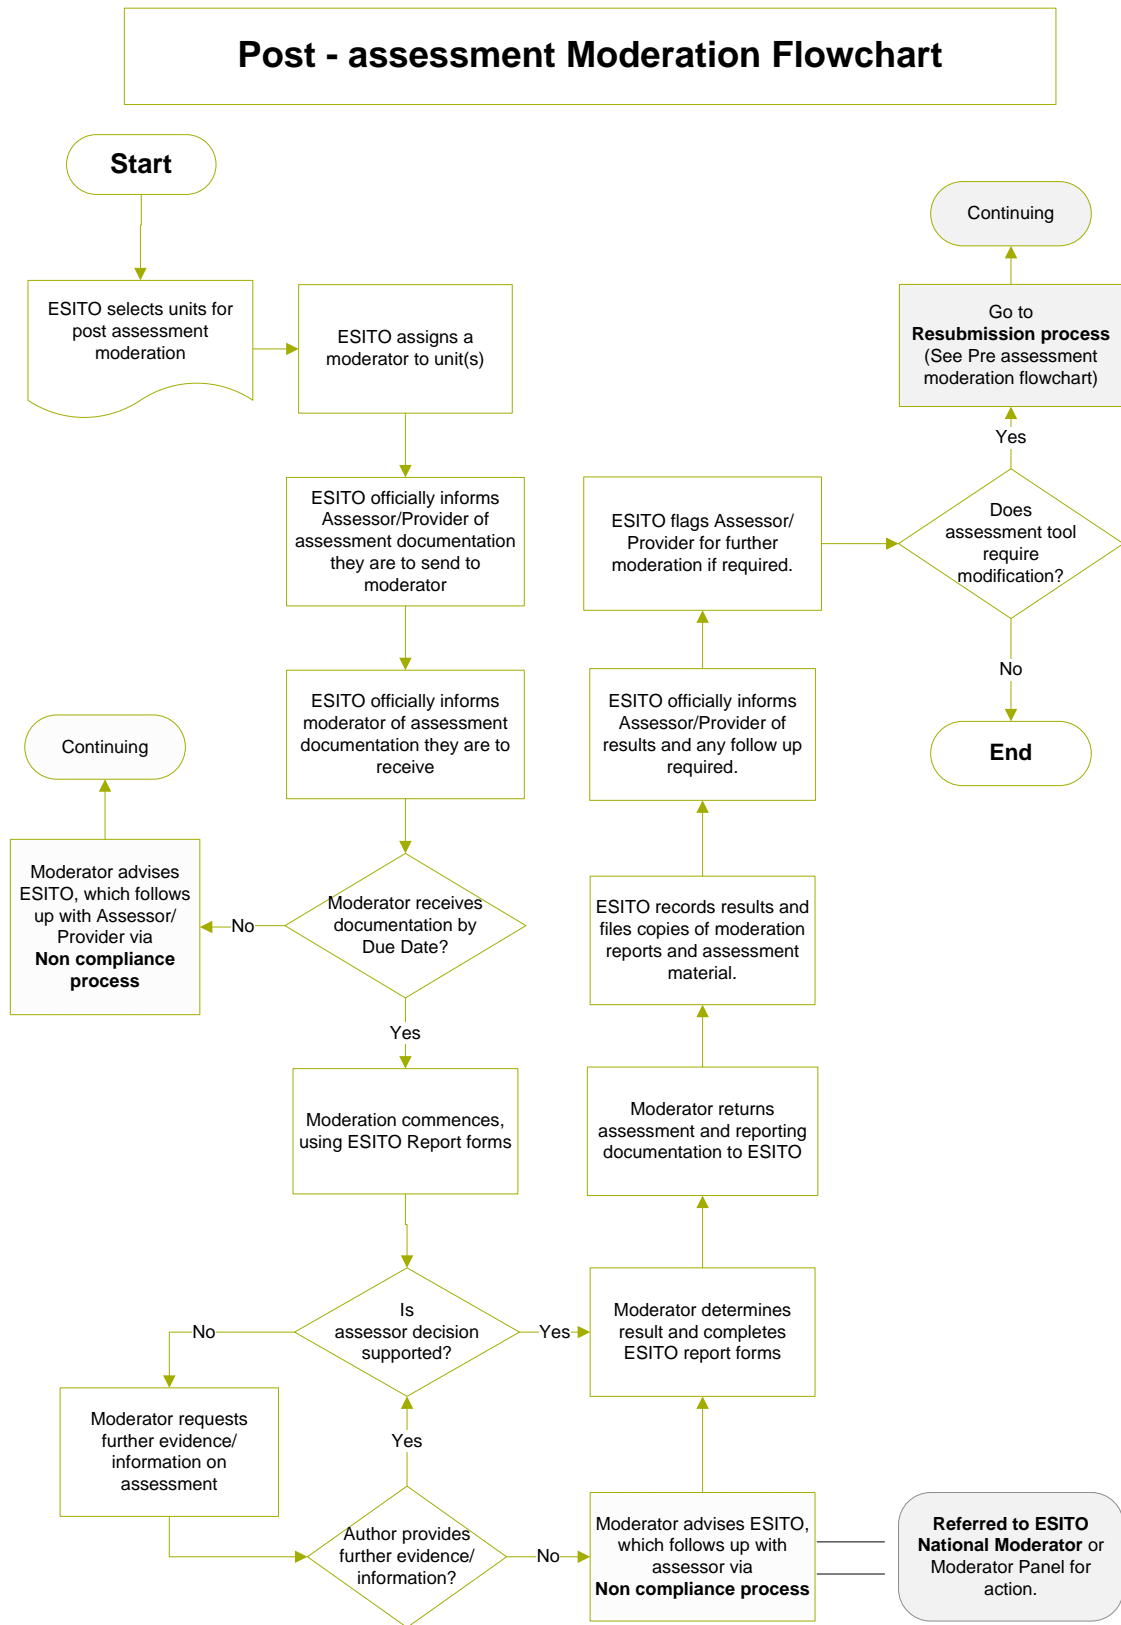 Post - assessment Moderation Flowchart
Start
ESITO selects units for
post assessment
moderation
ESITO assigns a
moderator to unit(s)
ESITO officially informs
Assessor/Provider of
assessment documentation
they are to send to
moderator
ESITO officially informs
moderator of assessment
documentation they are to
receive
Moderator receives
documentation by
Due Date?
No
Moderator advises
ESITO, which follows
up with Assessor/
Provider via
Non compliance
process
Continuing
Yes
Moderation commences,
using ESITO Report forms
Is
assessor decision
supported?
No
Moderator requests
further evidence/
information on
assessment
Author provides
further evidence/
information?
Yes
No
Moderator advises ESITO,
which follows up with
assessor via
Non compliance process
Referred to ESITO
National Moderator or
Moderator Panel for
action.
Yes
Moderator determines
result and completes
ESITO report forms
Moderator returns
assessment and reporting
documentation to ESITO
ESITO records results and
files copies of moderation
reports and assessment
material.
ESITO officially informs
Assessor/Provider of
results and any follow up
required.
ESITO flags Assessor/
Provider for further
moderation if required.
Does
assessment tool
require
modification?
Yes
Go to
Resubmission process
(See Pre assessment
moderation flowchart)
Continuing
No
End